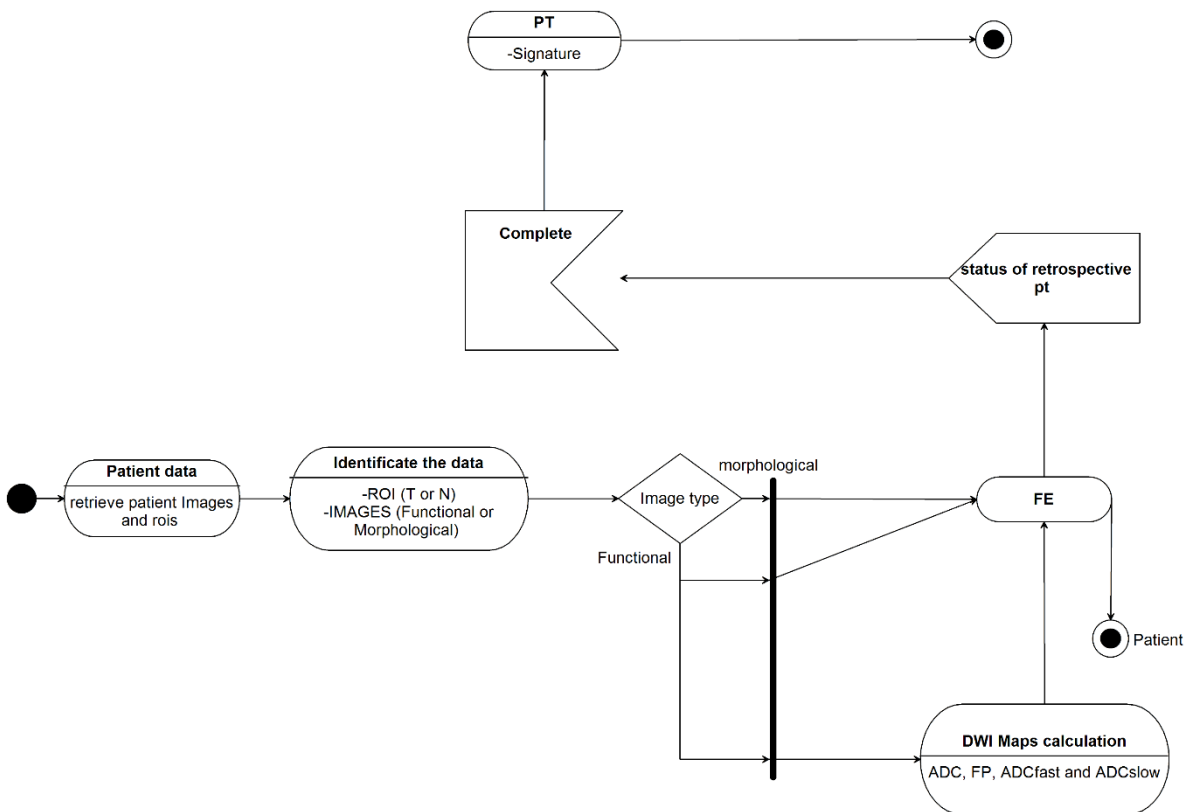 PT
-Signature
Complete
status of retrospective
pt
Patient data
retrieve patient Images
and rois
Identificate the data
-ROI (T or N)
-IMAGES (Functional or
Morphological)
Image type
morphological
Functional
FE
Patient
DWI Maps calculation
ADC, FP, ADCfast and ADCslow